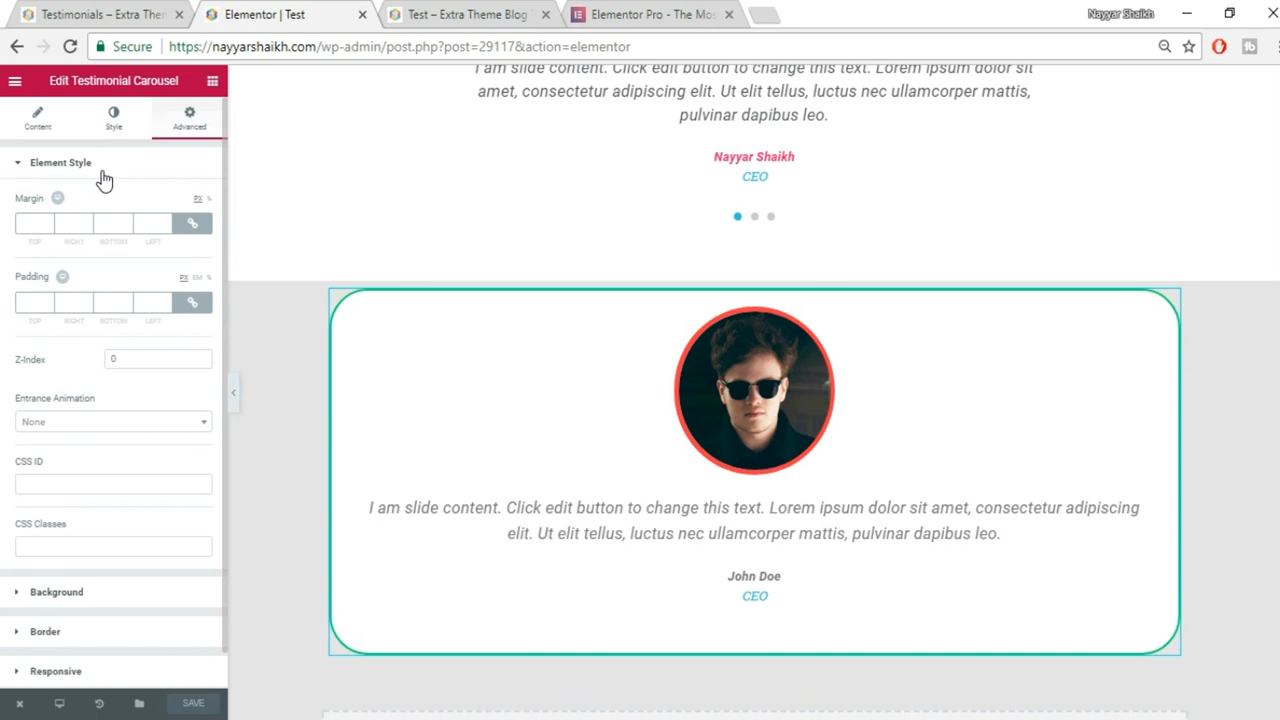 Testimonials – Extra Them
Elementor | Test
Test – Extra Theme Blog
Elementor Pro - The Mos
Nayyar Shaikh
Secure
https://nayyarshaikh.com/wp-admin/post.php?post=29117&action=elementor
Edit Testimonial Carousel
Content
Style
Advanced
Element Style
Margin
PX %
TOP RIGHT BOTTOM LEFT
Padding
PX EM %
TOP RIGHT BOTTOM LEFT
Z-Index
0
Entrance Animation
None
CSS ID
CSS Classes
Background
Border
Responsive
SAVE
I am slide content. Click edit button to change this text. Lorem ipsum dolor sit
amet, consectetur adipiscing elit. Ut elit tellus, luctus nec ullamcorper mattis,
pulvinar dapibus leo.
Nayyar Shaikh
CEO
I am slide content. Click edit button to change this text. Lorem ipsum dolor sit amet, consectetur adipiscing
elit. Ut elit tellus, luctus nec ullamcorper mattis, pulvinar dapibus leo.
John Doe
CEO